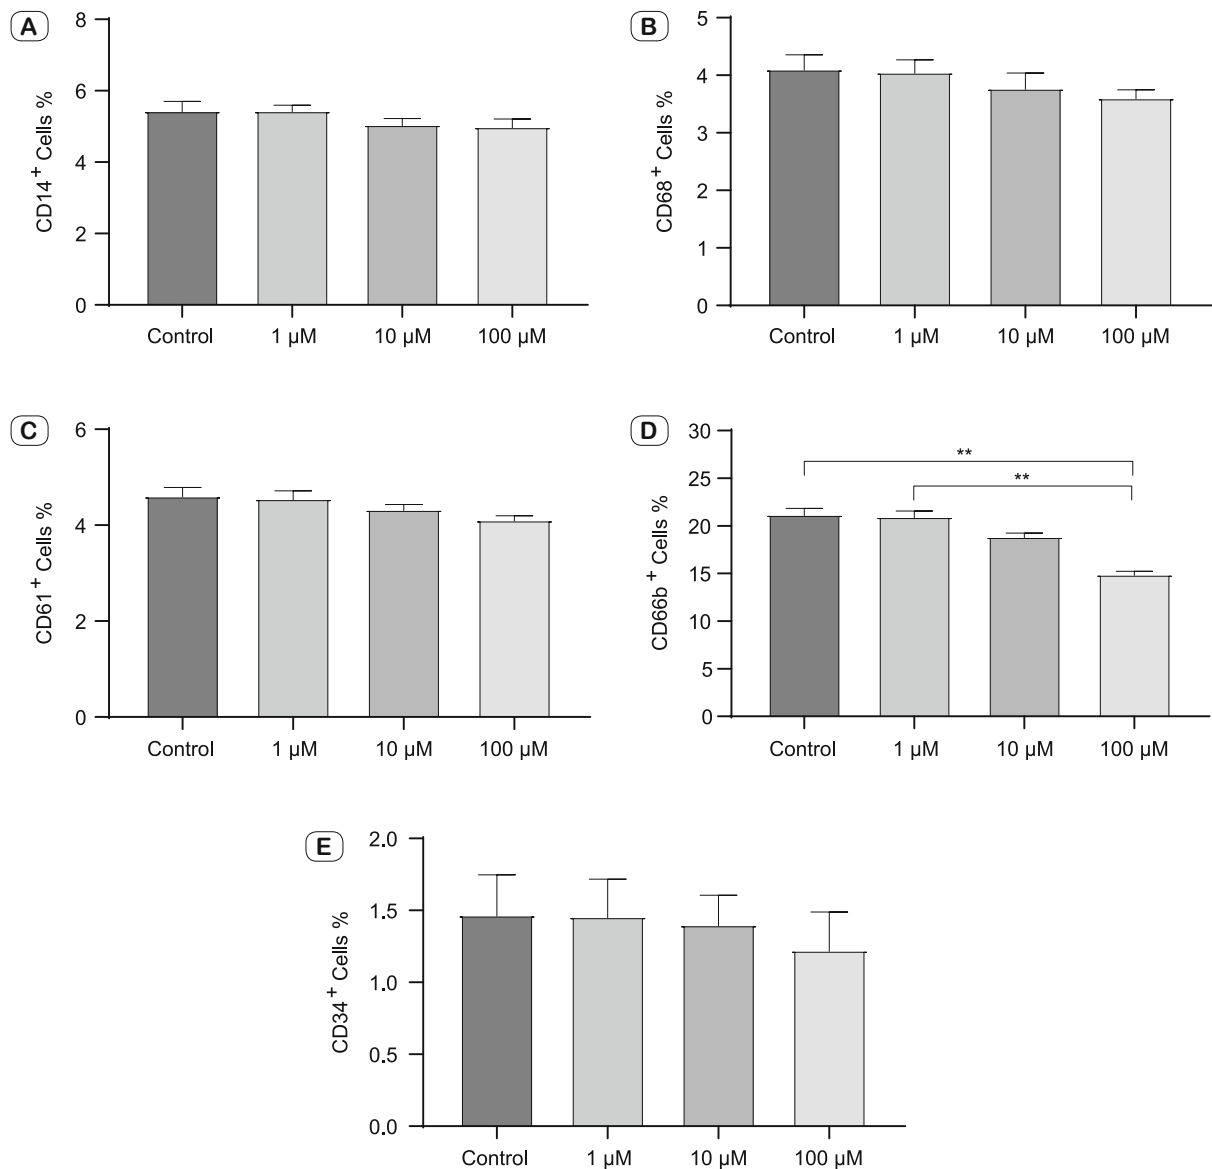 A
CD14+ Cells %
8
6
4
2
0
Control 1 µM 10 µM 100 µM
B
CD68+ Cells %
5
4
3
2
1
0
Control 1 µM 10 µM 100 µM
C
CD61+ Cells %
6
4
2
0
Control 1 µM 10 µM 100 µM
D
CD66b+ Cells %
30
25
20
15
10
5
0
**
**
Control 1 µM 10 µM 100 µM
E
CD34+ Cells %
2.0
1.5
1.0
0.5
0.0
Control 1 µM 10 µM 100 µM